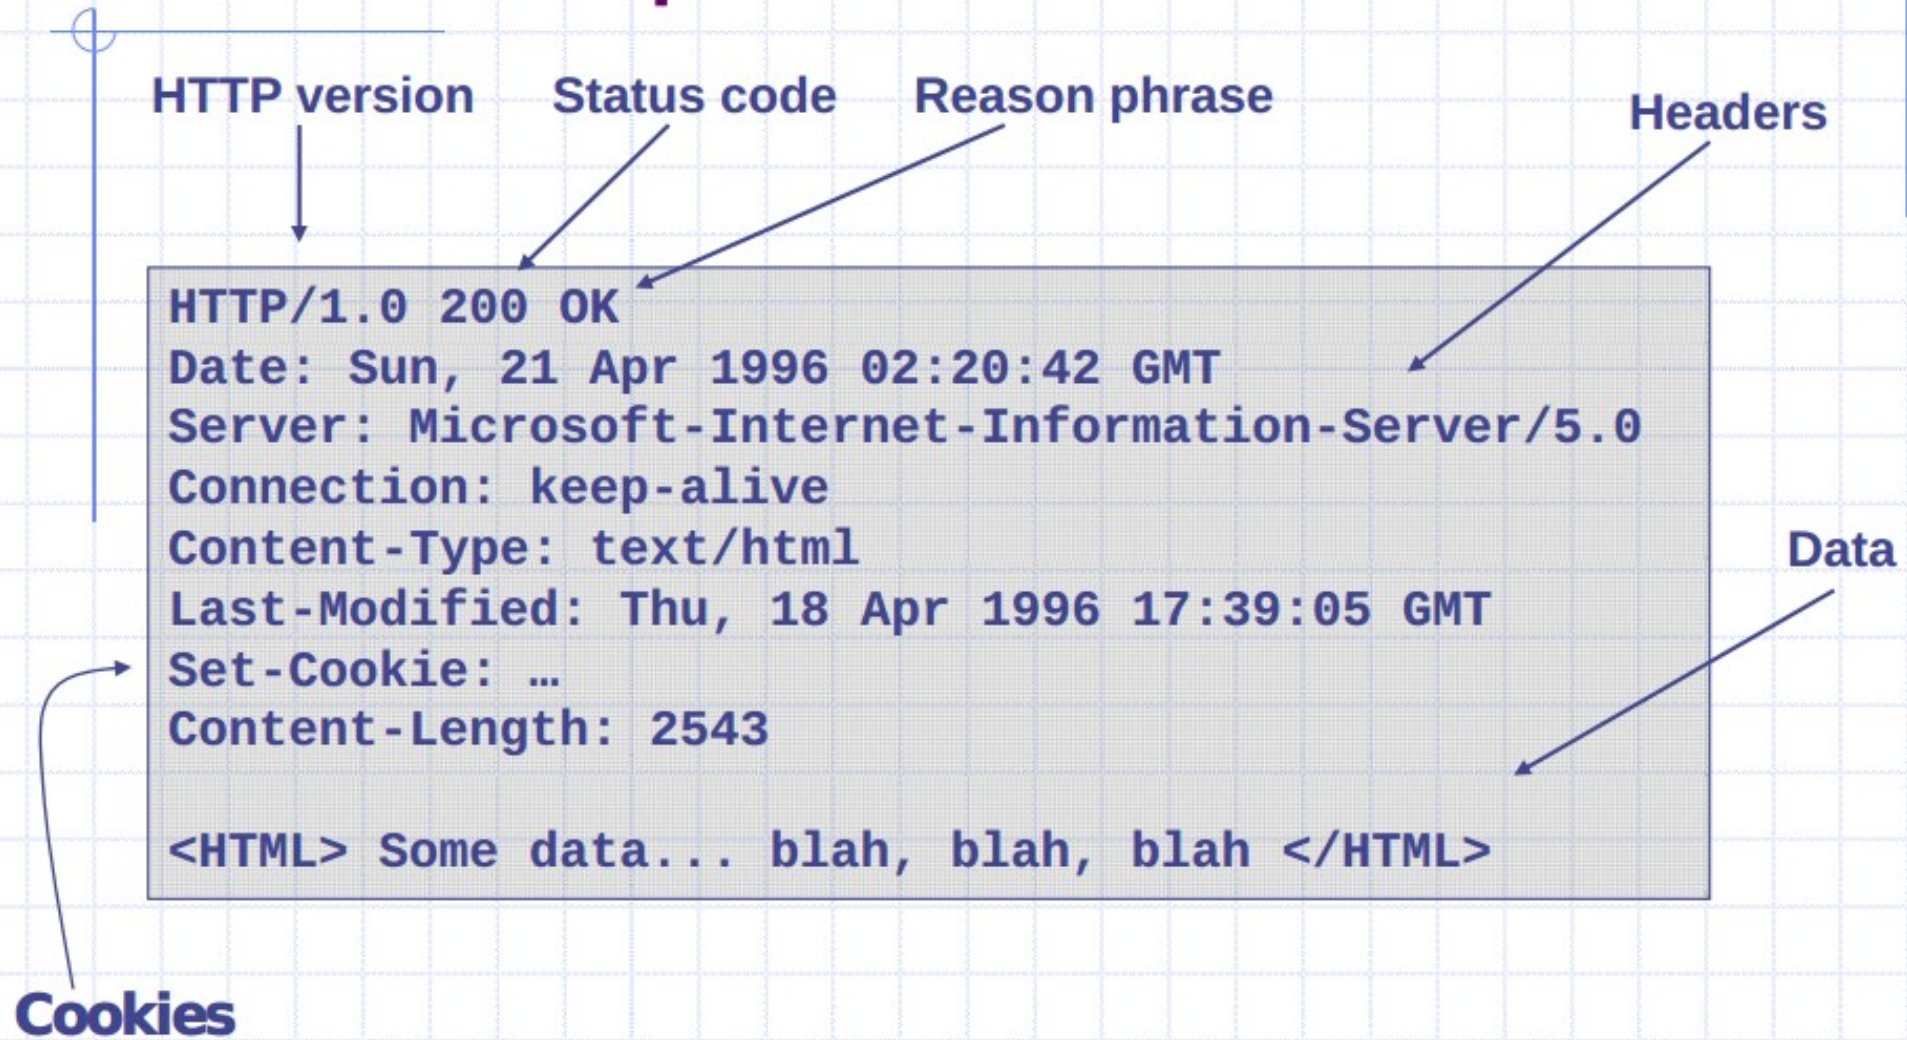 HTTP version Status code Reason phrase
Headers
HTTP/1.0 200 OK
Date: Sun, 21 Apr 1996 02:20:42 GMT
Server: Microsoft-Internet-Information-Server/5.0
Connection: keep-alive
Content-Type: text/html
Data
Last-Modified: Thu, 18 Apr 1996 17:39:05 GMT
Set-Cookie: …
Content-Length: 2543
<HTML> Some data... blah, blah, blah </HTML>
Cookies